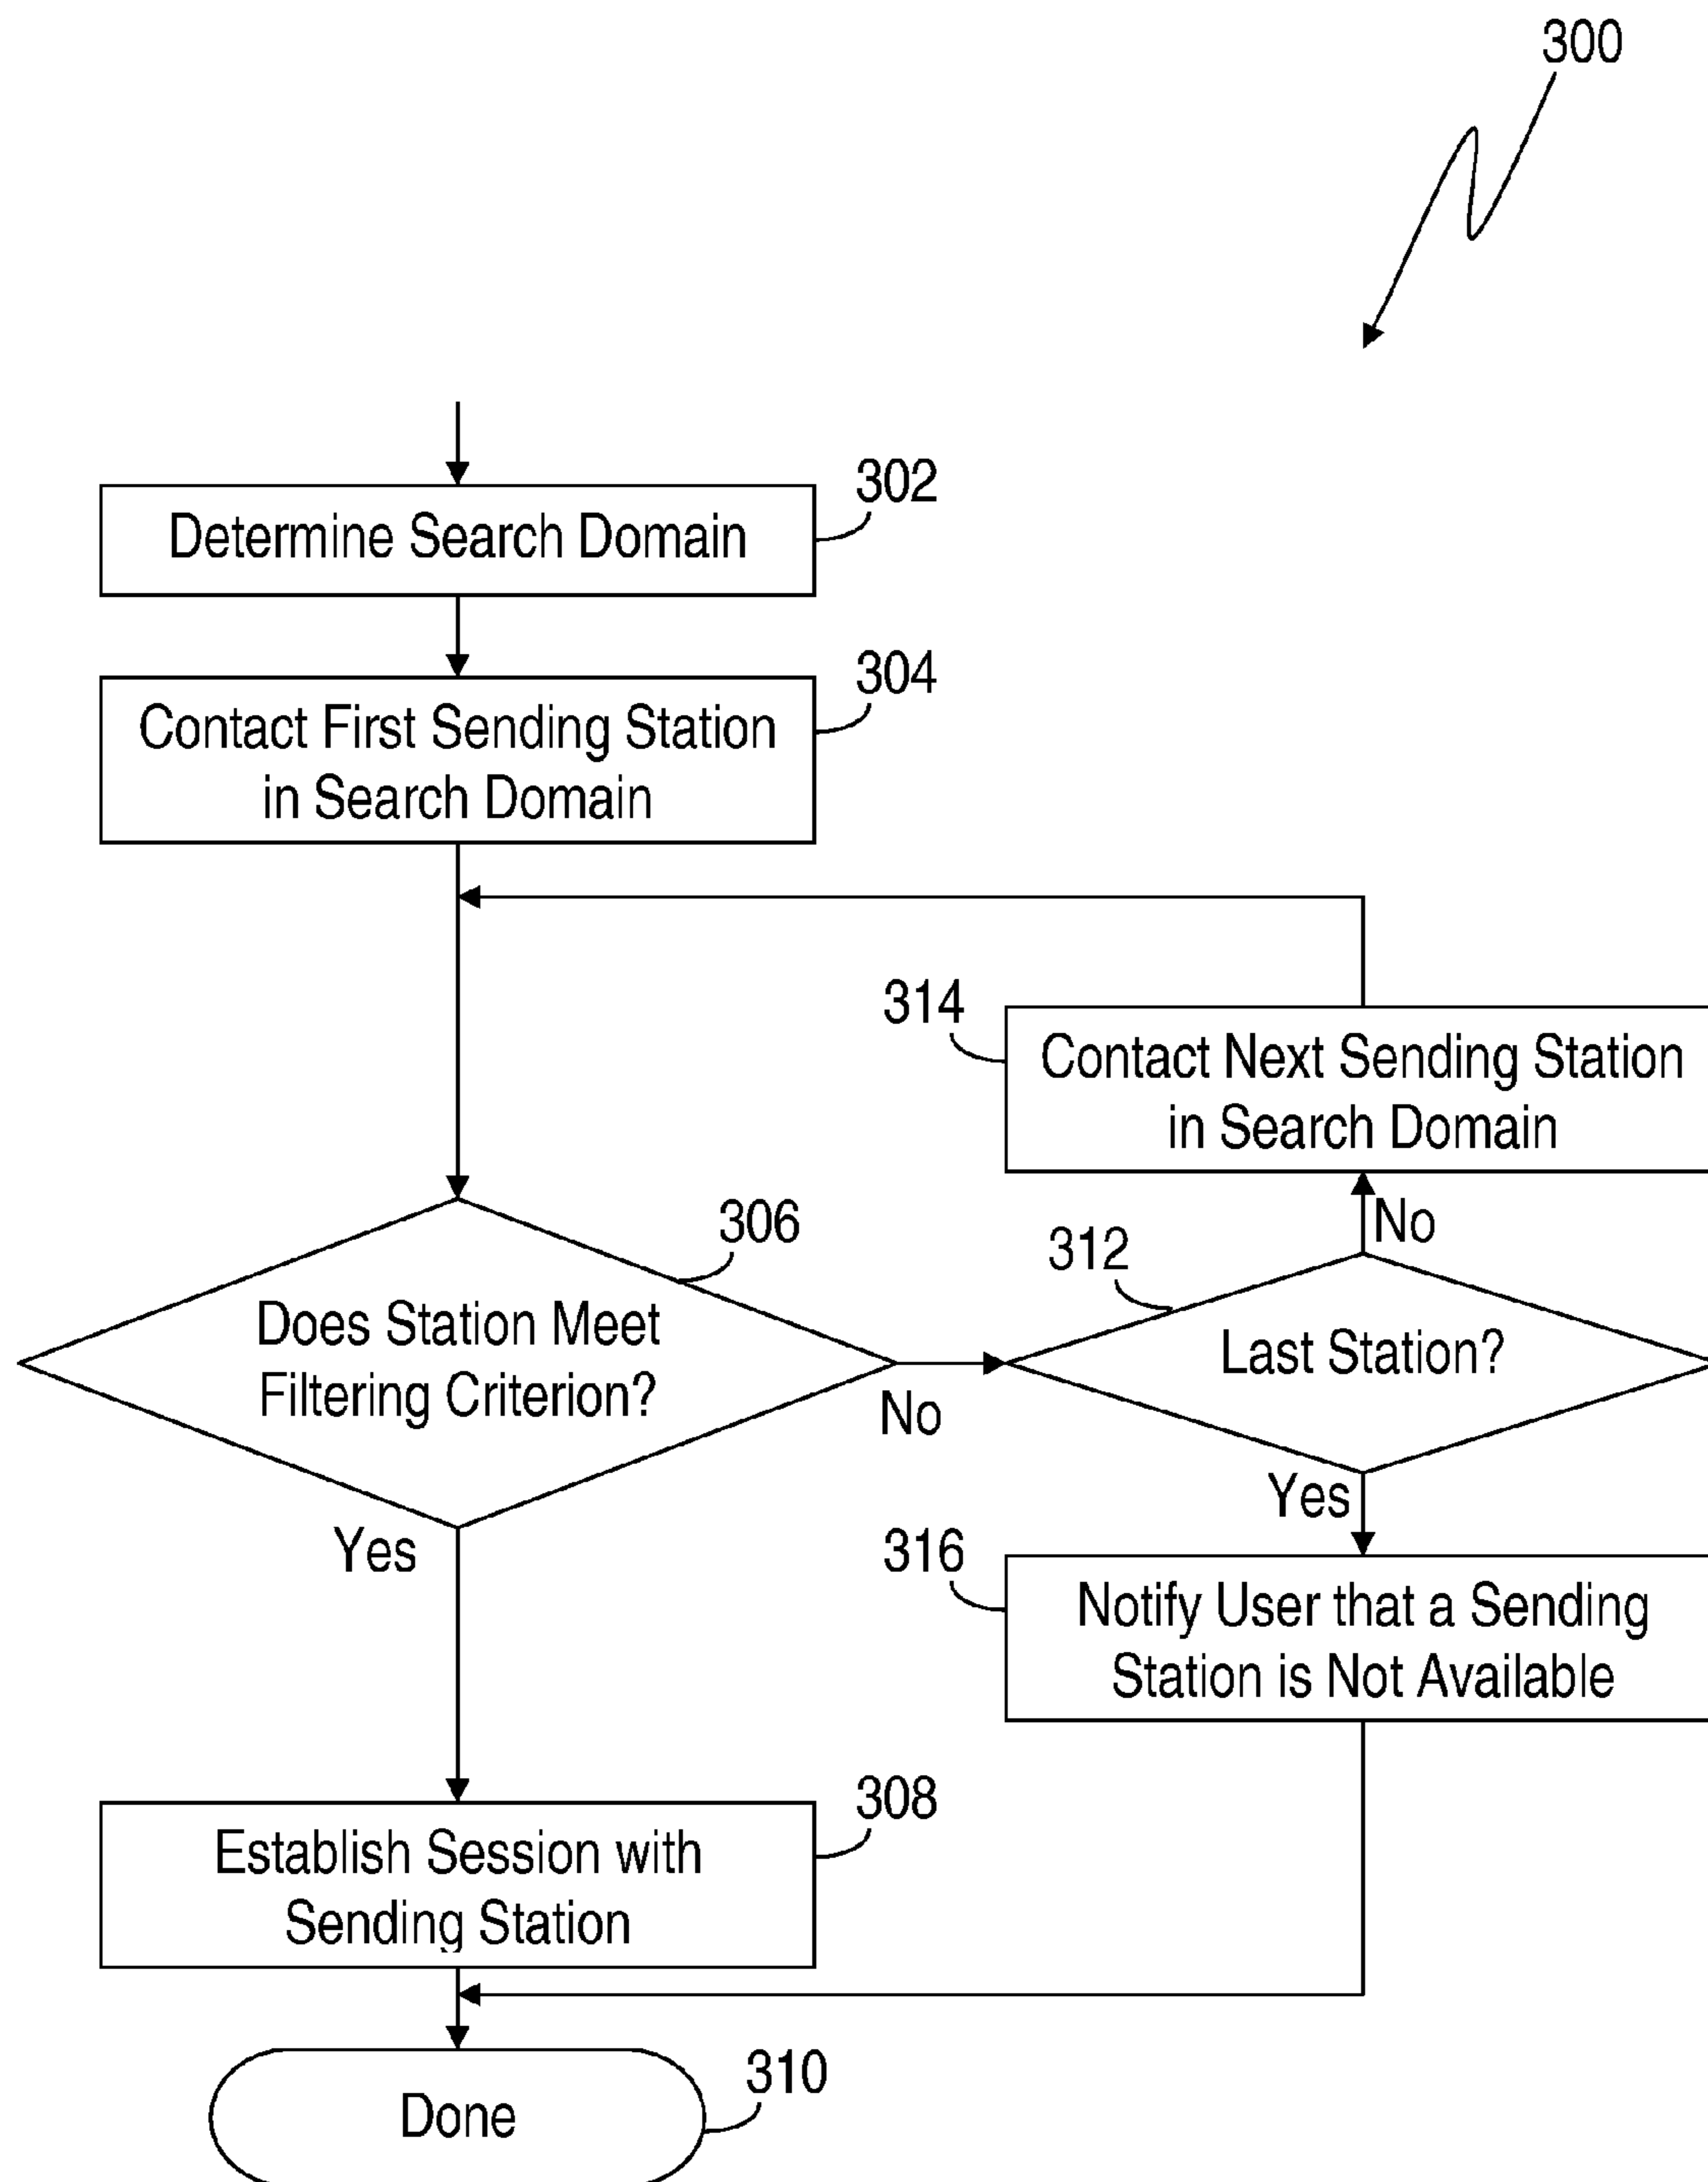 300
302
Determine Search Domain
304
Contact First Sending Station
in Search Domain
314
Contact Next Sending Station
in Search Domain
No
306
312
Does Station Meet
Filtering Criterion?
Last Station?
No
Yes
Yes
316
Notify User that a Sending
Station is Not Available
308
Establish Session with
Sending Station
310
Done